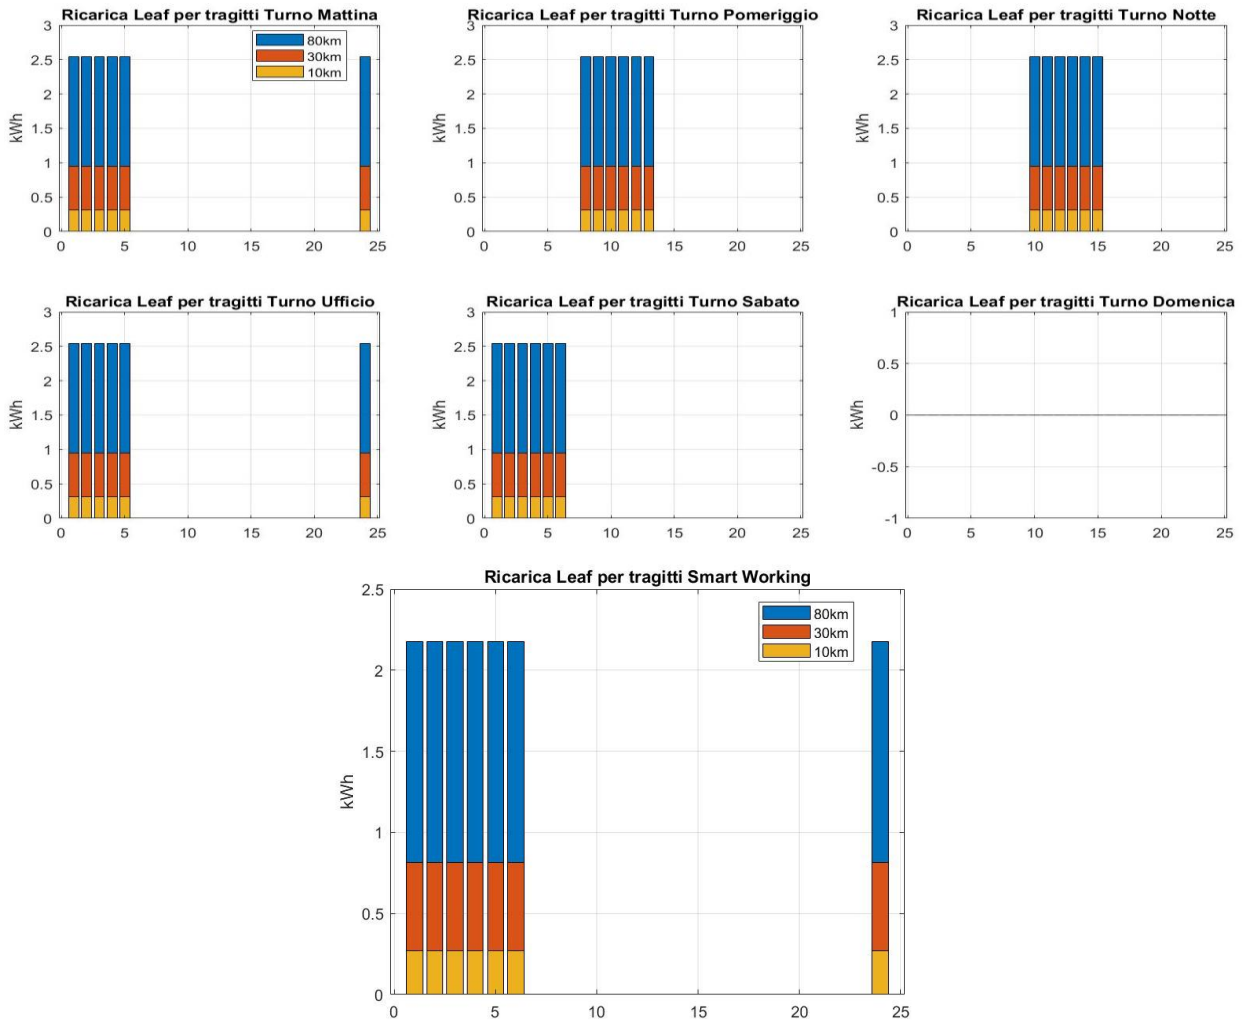 Ricarica Leaf per tragitti Turno Mattina
3
2.5
2
1.5
1
0.5
0
kWh
0 5 10 15 20 25
80km
30km
10km
Ricarica Leaf per tragitti Turno Pomeriggio
3
2.5
2
1.5
1
0.5
0
kWh
0 5 10 15 20 25
Ricarica Leaf per tragitti Turno Notte
3
2.5
2
1.5
1
0.5
0
kWh
0 5 10 15 20 25
Ricarica Leaf per tragitti Turno Ufficio
3
2.5
2
1.5
1
0.5
0
kWh
0 5 10 15 20 25
Ricarica Leaf per tragitti Turno Sabato
3
2.5
2
1.5
1
0.5
0
kWh
0 5 10 15 20 25
Ricarica Leaf per tragitti Turno Domenica
1
0.5
0
-0.5
-1
kWh
0 5 10 15 20 25
Ricarica Leaf per tragitti Smart Working
2.5
2
1.5
1
0.5
0
kWh
0 5 10 15 20 25
80km
30km
10km